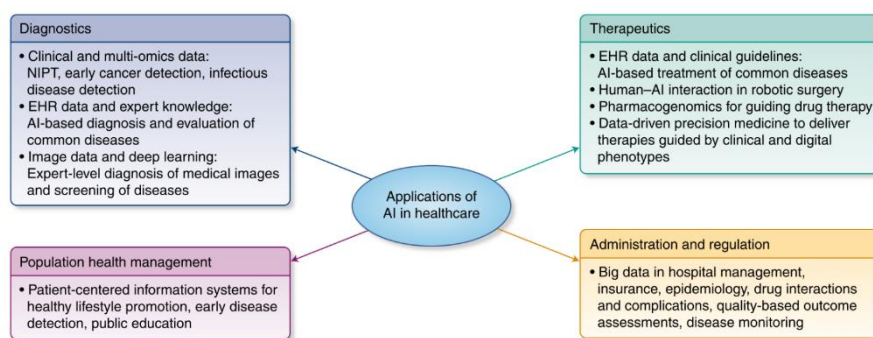 Diagnostics
• Clinical and multi-omics data:
NIPT, early cancer detection, infectious
disease detection
• EHR data and expert knowledge:
AI-based diagnosis and evaluation of
common diseases
• Image data and deep learning:
Expert-level diagnosis of medical images
and screening of diseases
Therapeutics
• EHR data and clinical guidelines:
AI-based treatment of common diseases
• Human–AI interaction in robotic surgery
• Pharmacogenomics for guiding drug therapy
• Data-driven precision medicine to deliver
therapies guided by clinical and digital
phenotypes
Applications of
AI in healthcare
Population health management
• Patient-centered information systems for
healthy lifestyle promotion, early disease
detection, public education
Administration and regulation
• Big data in hospital management,
insurance, epidemiology, drug interactions
and complications, quality-based outcome
assessments, disease monitoring